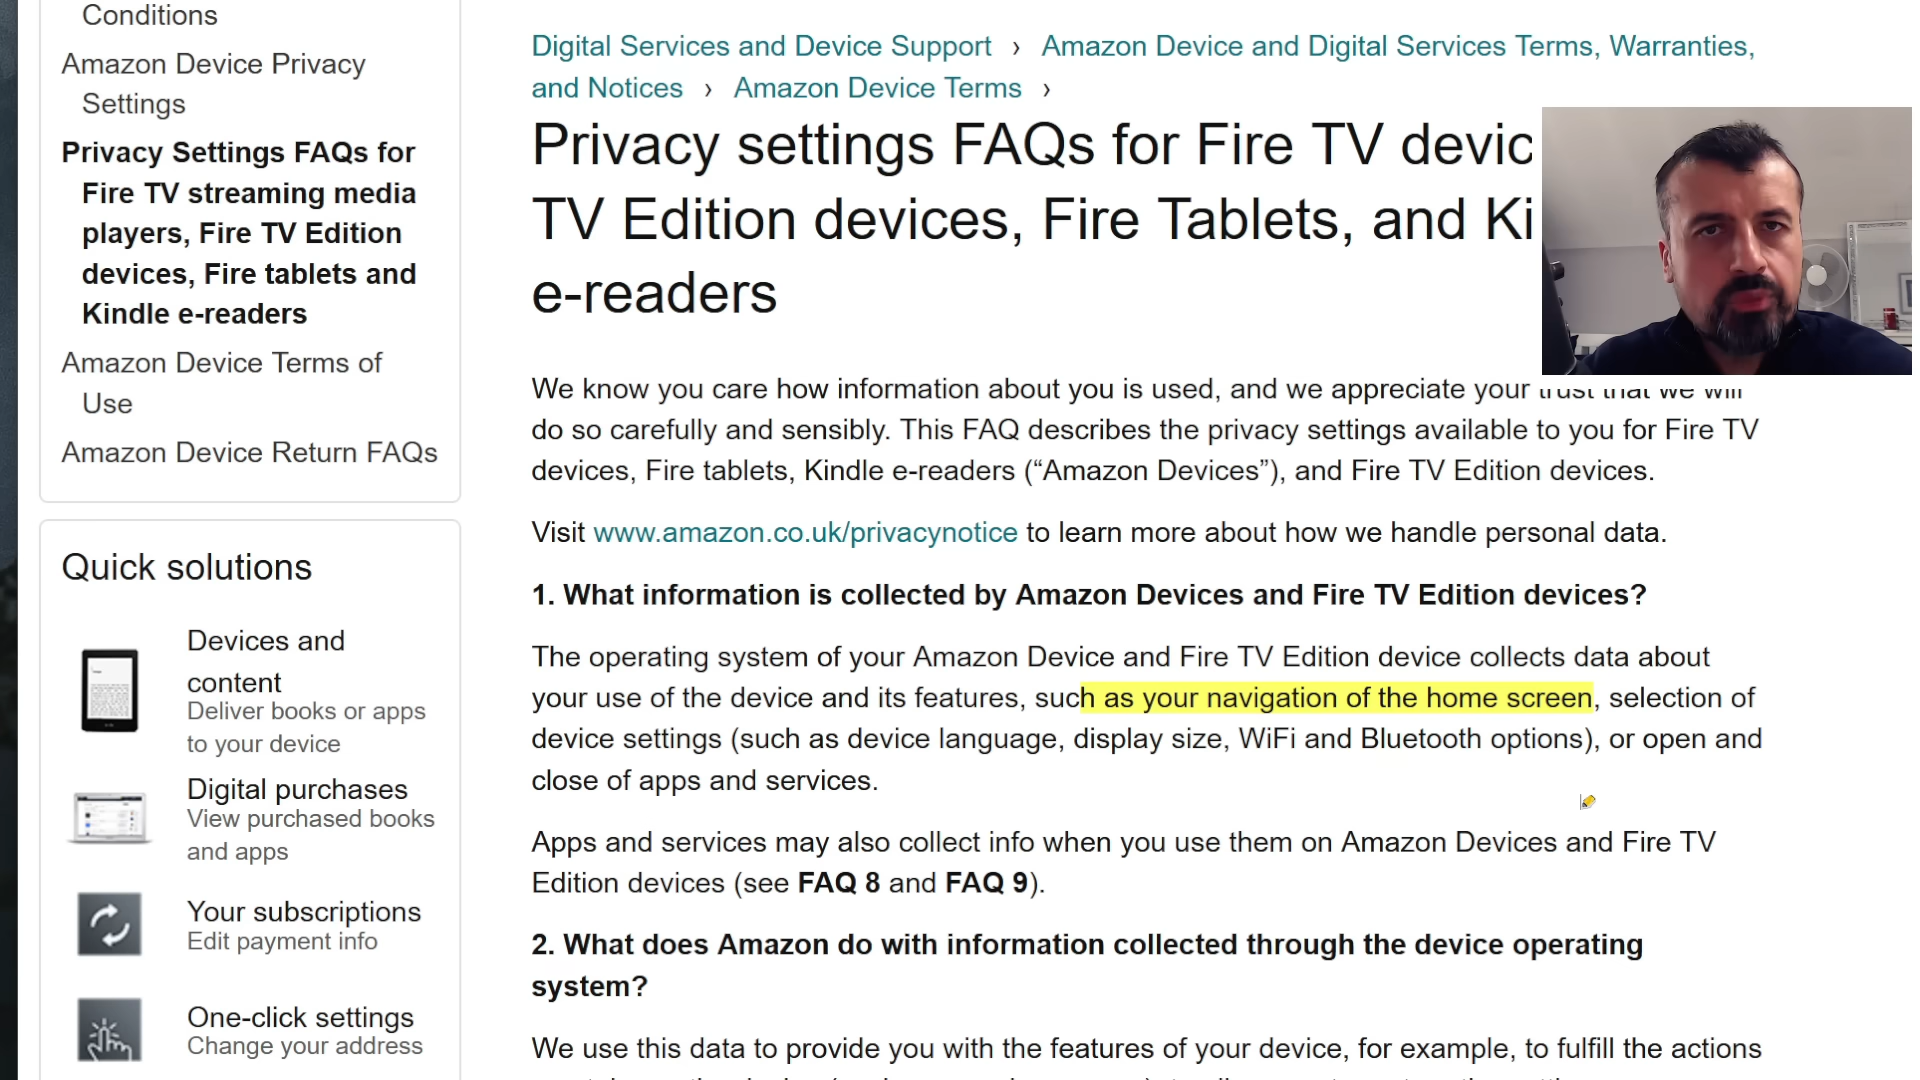 Conditions
Amazon Device Privacy
Settings
Privacy Settings FAQs for
Fire TV streaming media
players, Fire TV Edition
devices, Fire tablets and
Kindle e-readers
Amazon Device Terms of
Use
Amazon Device Return FAQs
Quick solutions
Devices and
content
Deliver books or apps
to your device
Digital purchases
View purchased books
and apps
Your subscriptions
Edit payment info
One-click settings
Change your address
Digital Services and Device Support › Amazon Device and Digital Services Terms, Warranties,
and Notices › Amazon Device Terms ›
Privacy settings FAQs for Fire TV devic
TV Edition devices, Fire Tablets, and Ki
e-readers
We know you care how information about you is used, and we appreciate your trust that we will
do so carefully and sensibly. This FAQ describes the privacy settings available to you for Fire TV
devices, Fire tablets, Kindle e-readers (“Amazon Devices”), and Fire TV Edition devices.
Visit www.amazon.co.uk/privacynotice to learn more about how we handle personal data.
1. What information is collected by Amazon Devices and Fire TV Edition devices?
The operating system of your Amazon Device and Fire TV Edition device collects data about
your use of the device and its features, such as your navigation of the home screen, selection of
device settings (such as device language, display size, WiFi and Bluetooth options), or open and
close of apps and services.
Apps and services may also collect info when you use them on Amazon Devices and Fire TV
Edition devices (see FAQ 8 and FAQ 9).
2. What does Amazon do with information collected through the device operating
system?
We use this data to provide you with the features of your device, for example, to fulfill the actions